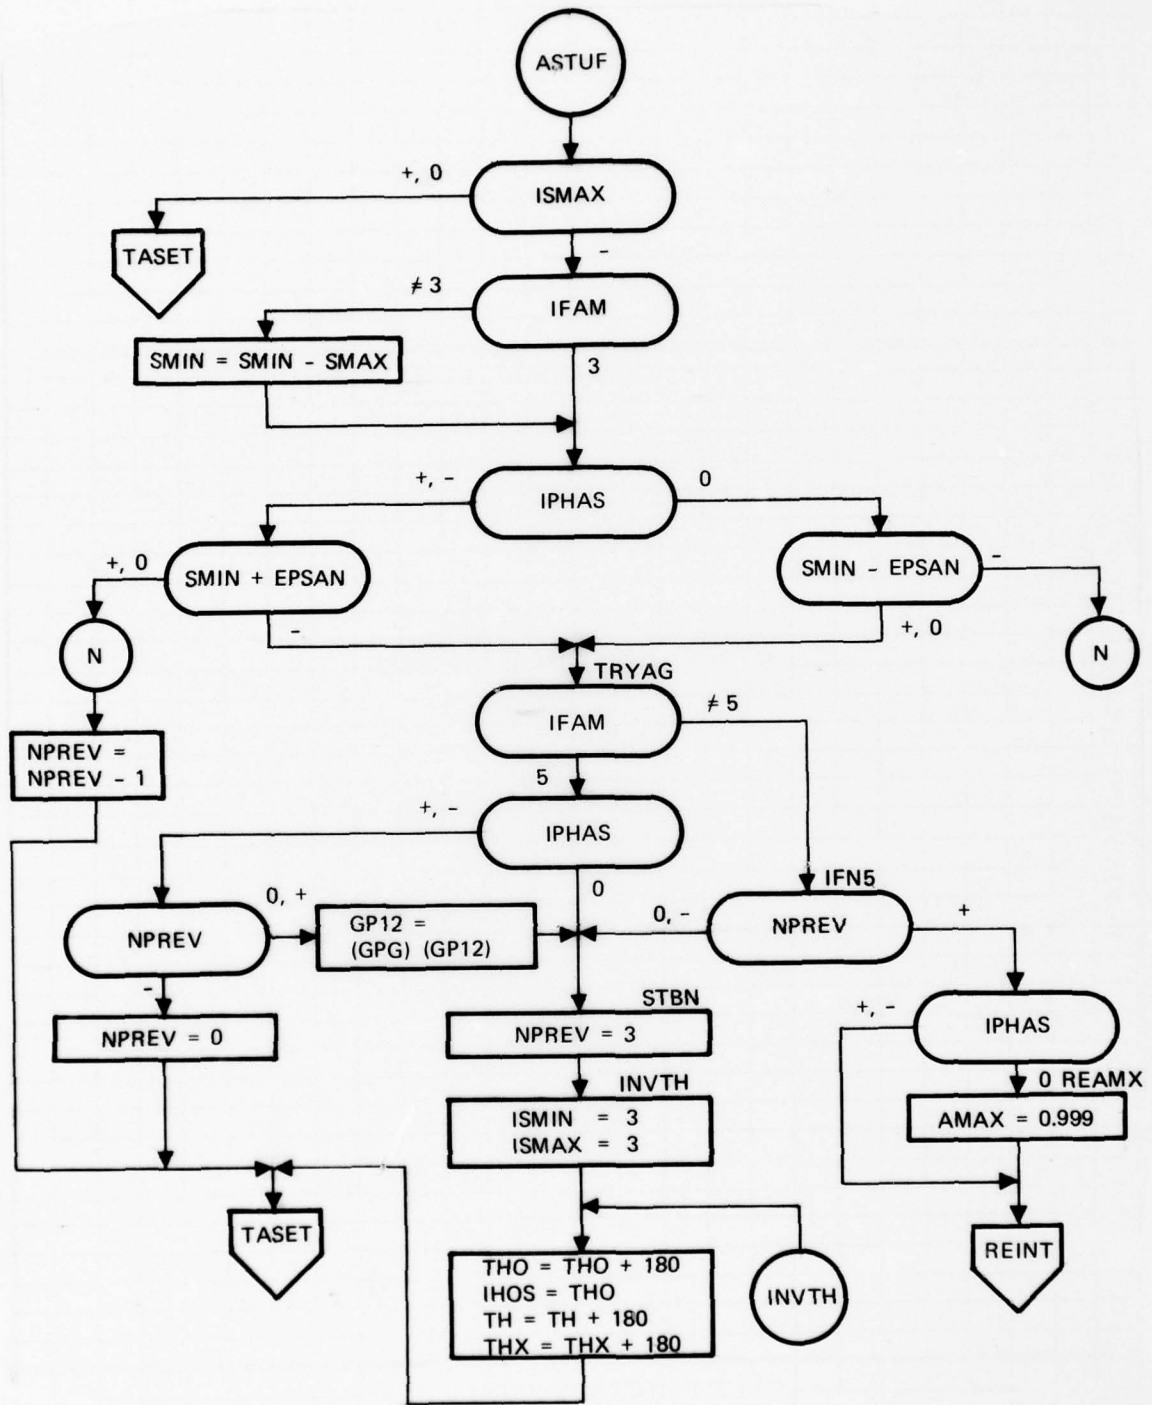 ASTUF
+, 0
ISMAX
TASET
-
≠ 3
IFAM
SMIN = SMIN - SMAX
3
+, -
IPHAS
0
+, 0
SMIN + EPSAN
SMIN - EPSAN
-
N
-
+, 0
N
TRYAG
IFAM
≠ 5
NPREV =
NPREV - 1
5
+, -
IPHAS
0
IFN5
NPREV
0, +
GP12 =
(GPG) (GP12)
0, -
NPREV
+
-
STBN
NPREV = 0
NPREV = 3
+, -
IPHAS
INVTH
0 REAMX
ISMIN = 3
ISMAX = 3
AMAX = 0.999
TASET
REINT
THO = THO + 180
IHOS = THO
TH = TH + 180
THX = THX + 180
INVTH